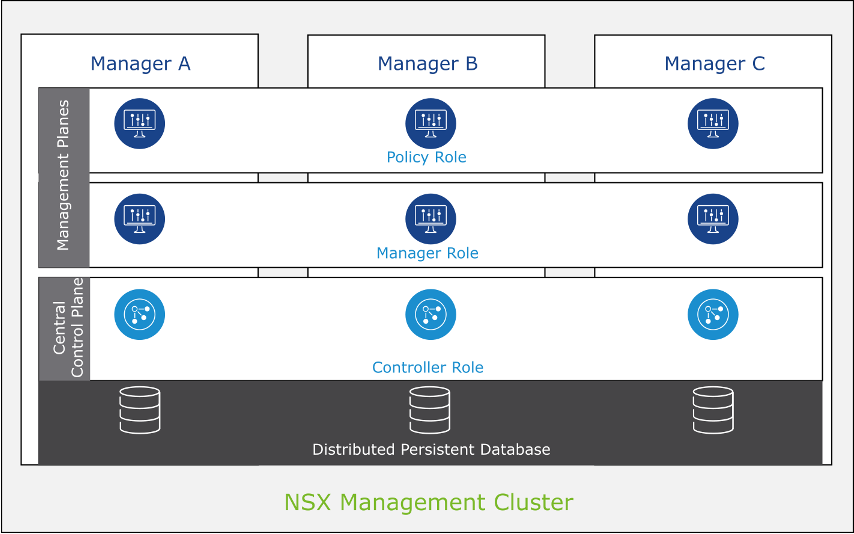 Manager A
Manager B
Manager C
Management Planes
Policy Role
Manager Role
Central
Control Plane
Controller Role
Distributed Persistent Database
NSX Management Cluster